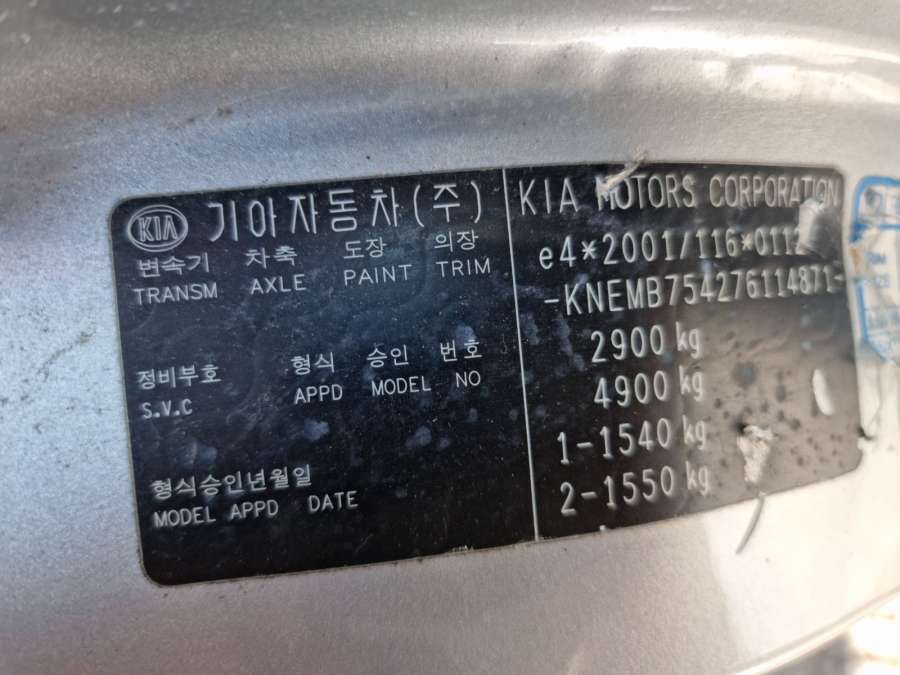 KIA 기아자동차(주)
변속기 차축 도장 의장
TRANSM AXLE PAINT TRIM
정비부호 형식 승인 번호
S.V.C APPD MODEL NO
형식승인년월일
MODEL APPD DATE
KIA MOTORS CORPORATION
e4*2001/116*0112
-KNEMB754276114871-
2900 kg
4900 kg
1-1540 kg
2-1550 kg